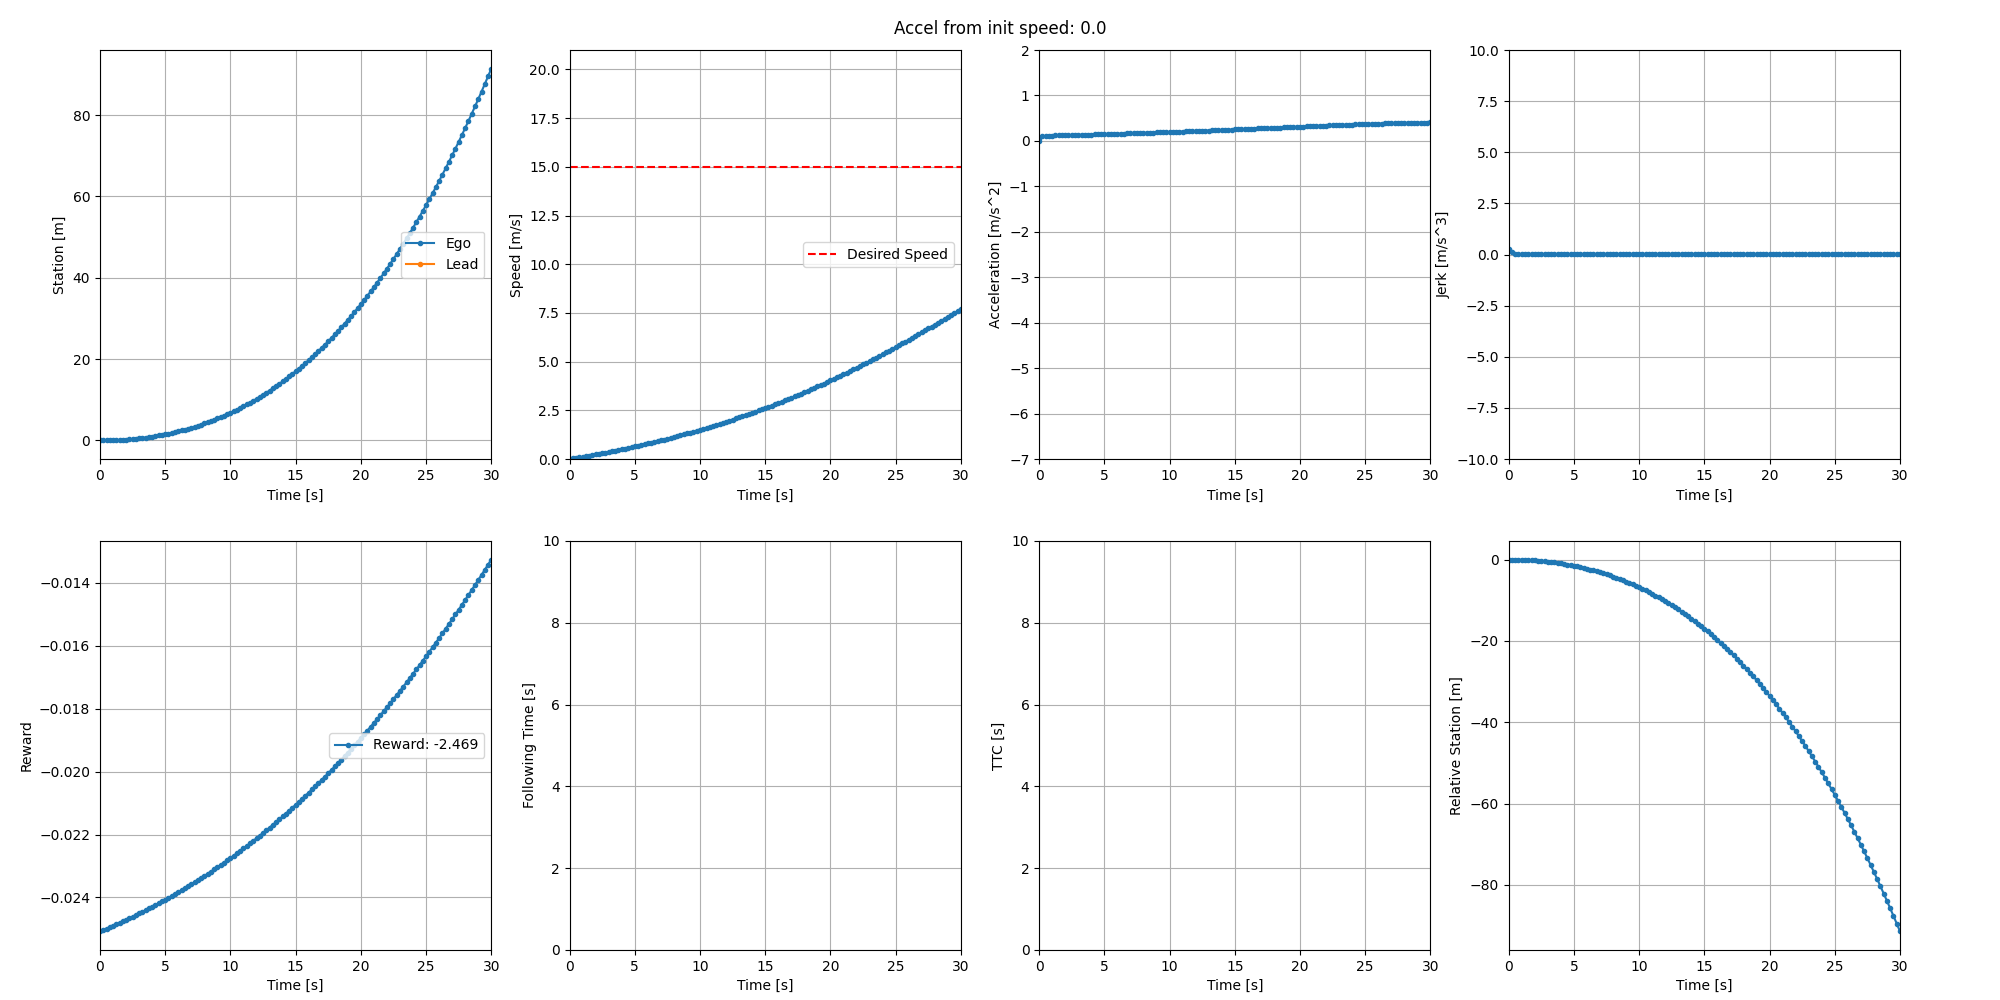 Accel from init speed: 0.0
Station [m]
80
60
40
20
0
Ego
Lead
0 5 10 15 20 25 30
Time [s]
Speed [m/s]
20.0
17.5
15.0
12.5
10.0
7.5
5.0
2.5
0.0
Desired Speed
0 5 10 15 20 25 30
Time [s]
Acceleration [m/s^2]
2
1
0
−1
−2
−3
−4
−5
−6
−7
0 5 10 15 20 25 30
Time [s]
Jerk [m/s^3]
10.0
7.5
5.0
2.5
0.0
−2.5
−5.0
−7.5
−10.0
0 5 10 15 20 25 30
Time [s]
Reward
−0.014
−0.016
−0.018
−0.020
−0.022
−0.024
Reward: -2.469
0 5 10 15 20 25 30
Time [s]
Following Time [s]
10
8
6
4
2
0
0 5 10 15 20 25 30
Time [s]
TTC [s]
10
8
6
4
2
0
0 5 10 15 20 25 30
Time [s]
Relative Station [m]
0
−20
−40
−60
−80
0 5 10 15 20 25 30
Time [s]